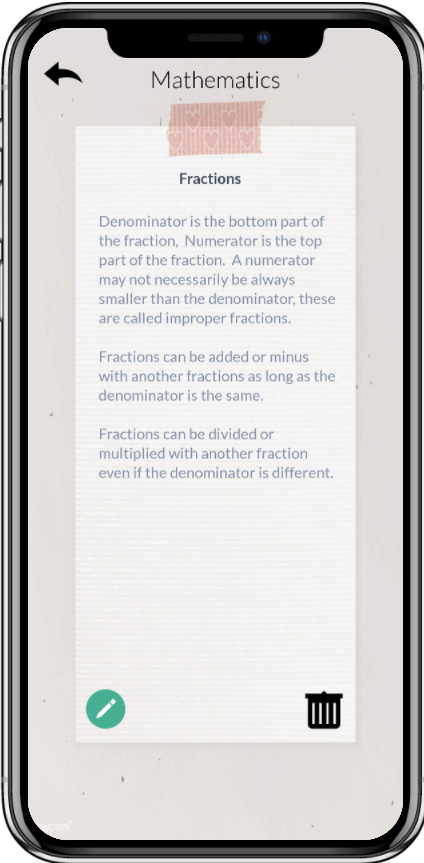 Mathematics
Fractions
Denominator is the bottom part of
the fraction, Numerator is the top
part of the fraction. A numerator
may not necessarily be always
smaller than the denominator, these
are called improper fractions.
Fractions can be added or minus
with another fractions as long as the
denominator is the same.
Fractions can be divided or
multiplied with another fraction
even if the denominator is different.